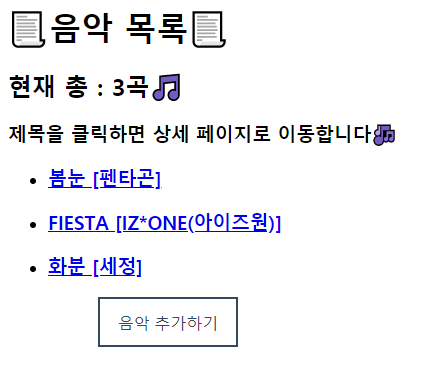 📃음악 목록📃
현재 총 : 3곡🎵
제목을 클릭하면 상세 페이지로 이동합니다🎶
봄눈 [펜타곤]
FIESTA [IZ*ONE(아이즈원)]
화분 [세정]
음악 추가하기